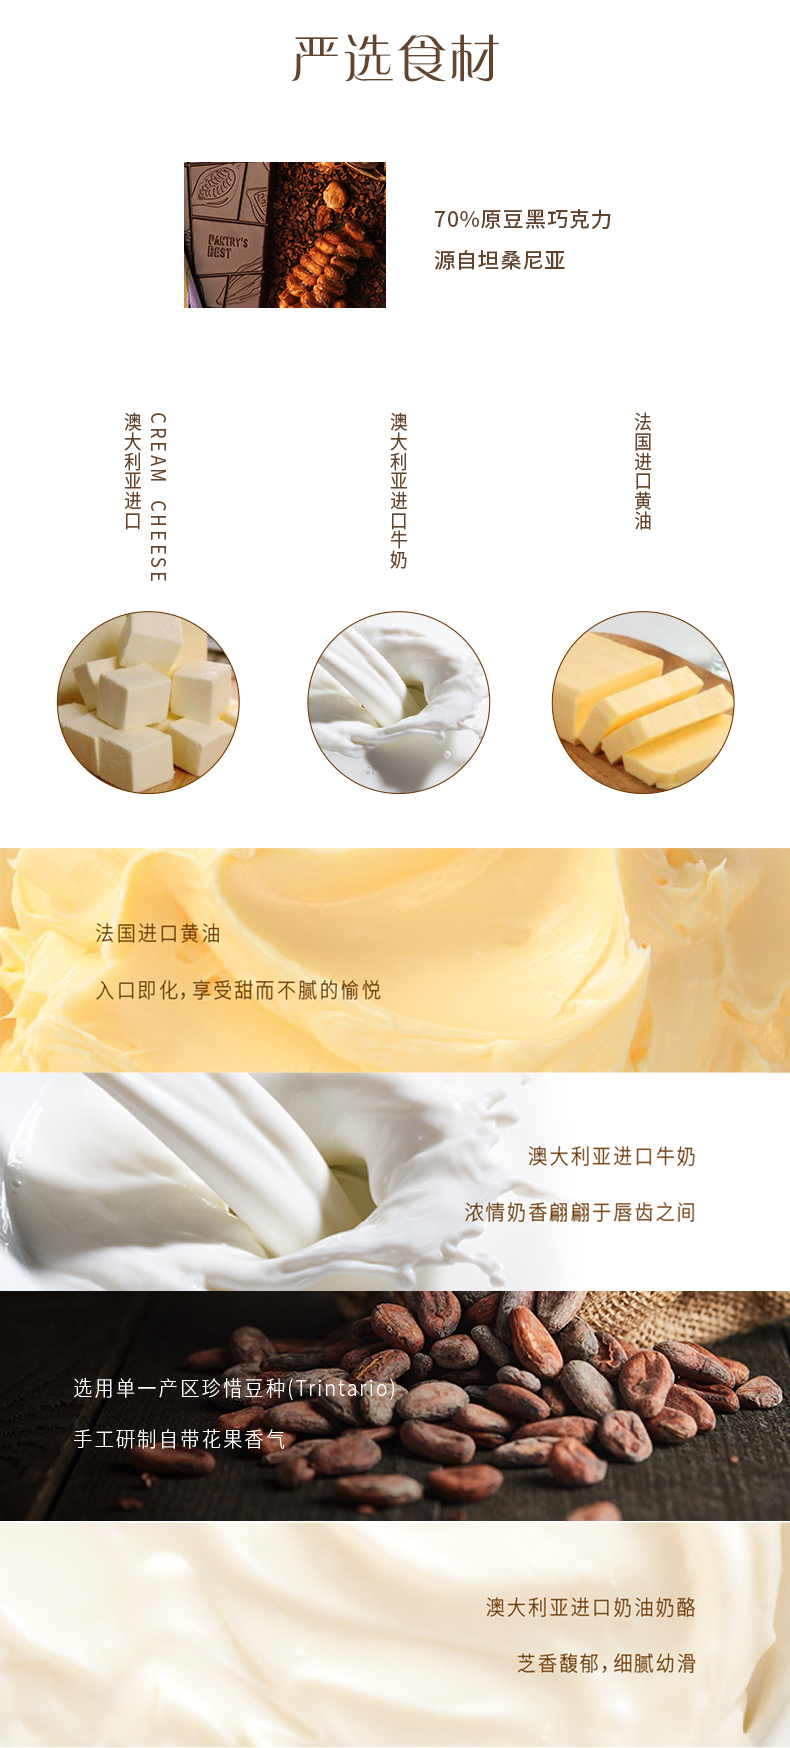 严选食材
PANTRY'S
BEST
70%原豆黑巧克力
源自坦桑尼亚
CREAM CHEESE
澳大利亚进口
澳大利亚进口牛奶
法国进口黄油
法国进口黄油
入口即化，享受甜而不腻的愉悦
澳大利亚进口牛奶
浓情奶香翩翩于唇齿之间
选用单一产区珍惜豆种(Trintario)
手工研制自带花果香气
澳大利亚进口奶油奶酪
芝香馥郁，细腻幼滑